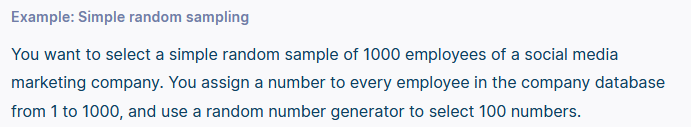 Example: Simple random sampling
You want to select a simple random sample of 1000 employees of a social media
marketing company. You assign a number to every employee in the company database
from 1 to 1000, and use a random number generator to select 100 numbers.